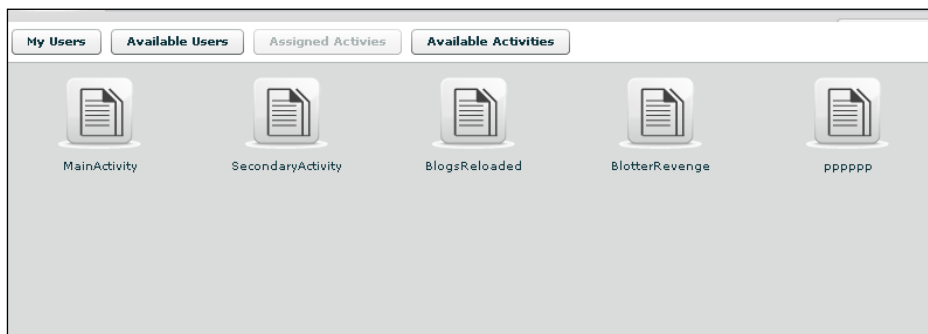 My Users Available Users Assigned Activies Available Activities
MainActivity SecondaryActivity BlogsReloaded BlotterRevenge pppppp